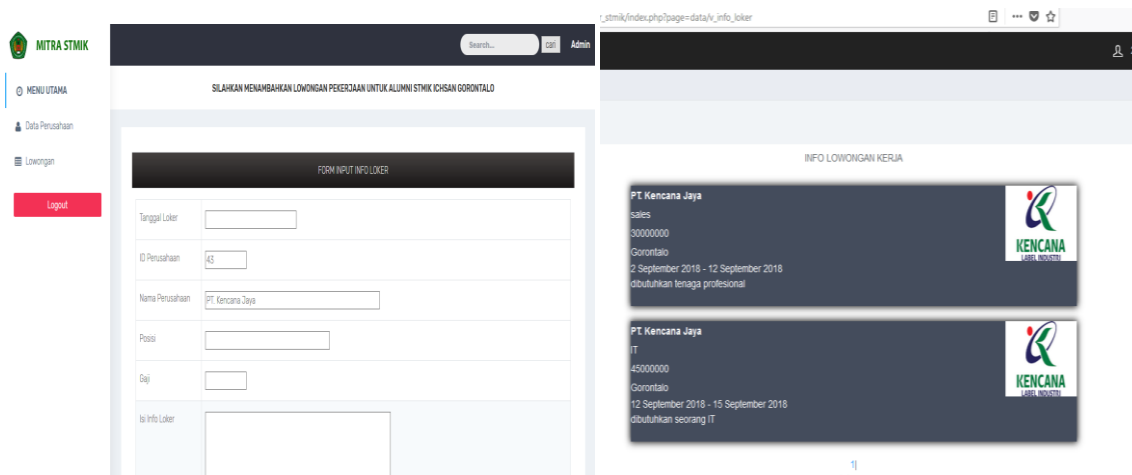 MITRA STMIK
Search...
cari
Admin
MENU UTAMA
Data Perusahaan
Lowongan
Logout
SILAHKAN MENAMBAHKAN LOWONGAN PEKERJAAN UNTUK ALUMNI STMIK ICHSAN GORONTALO
FORM INPUT INFO LOKER
Tanggal Loker
ID Perusahaan
43
Nama Perusahaan
PT. Kencana Jaya
Posisi
Gaji
Isi Info Loker
_stmik/index.php?page=data/v_info_loker
INFO LOWONGAN KERJA
PT. Kencana Jaya
sales
30000000
Gorontalo
2 September 2018 - 12 September 2018
dibutuhkan tenaga profesional
KENCANA
LABEL INDUSTRI
PT. Kencana Jaya
IT
45000000
Gorontalo
12 September 2018 - 15 September 2018
dibutuhkan seorang IT
KENCANA
LABEL INDUSTRI
1|